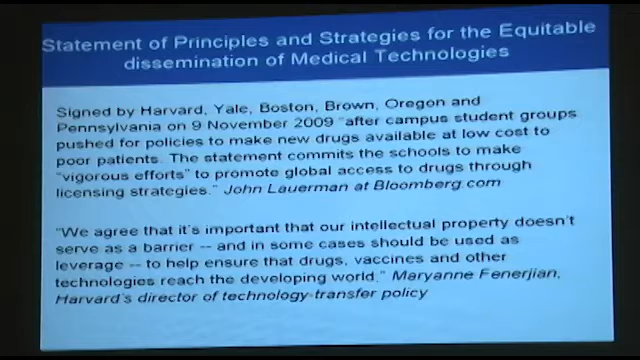 Statement of Principles and Strategies for the Equitable
dissemination of Medical Technologies
Signed by Harvard, Yale, Boston, Brown, Oregon and
Pennsylvania on 9 November 2009 "after campus student groups
pushed for policies to make new drugs available at low cost to
poor patients. The statement commits the schools to make
"vigorous efforts" to promote global access to drugs through
licensing strategies." John Lauerman at Bloomberg.com
"We agree that it's important that our intellectual property doesn't
serve as a barrier -- and in some cases should be used as
leverage -- to help ensure that drugs, vaccines and other
technologies reach the developing world." Maryanne Fenerjian,
Harvard's director of technology-transfer policy